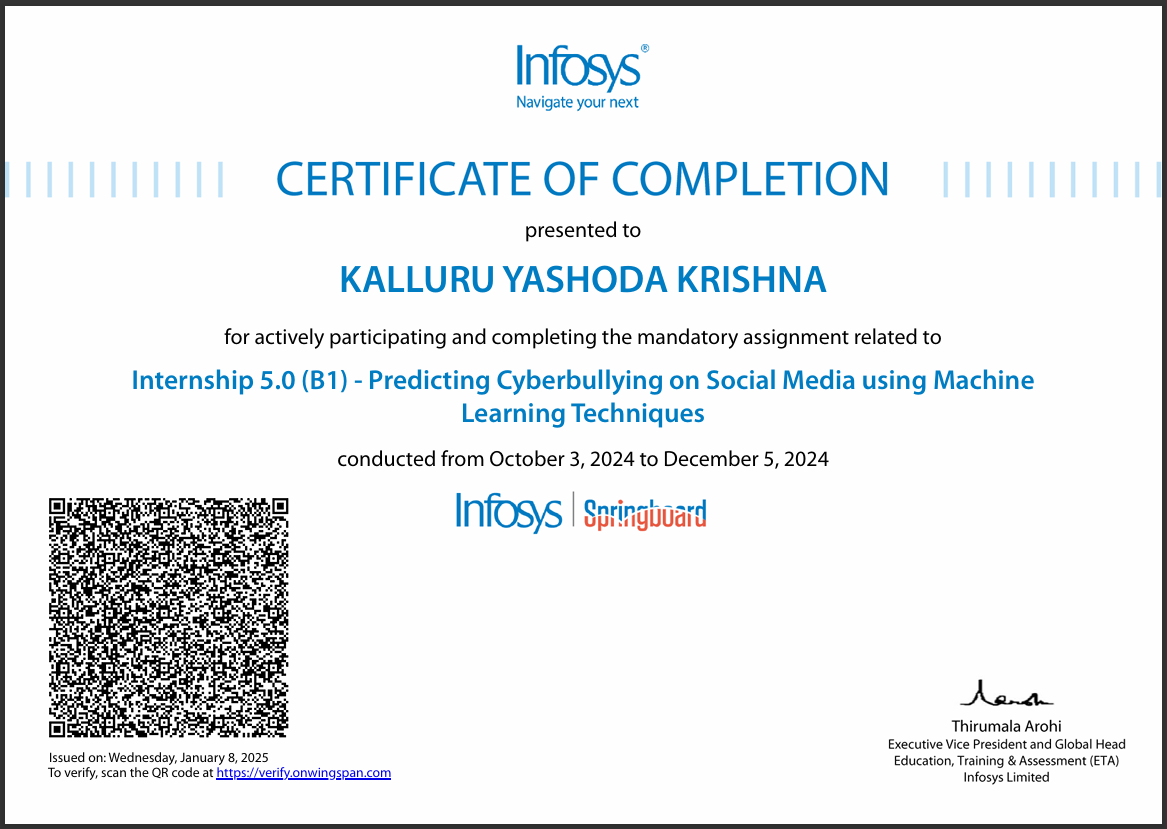 Infosys®
Navigate your next
CERTIFICATE OF COMPLETION
presented to
KALLURU YASHODA KRISHNA
for actively participating and completing the mandatory assignment related to
Internship 5.0 (B1) - Predicting Cyberbullying on Social Media using Machine
Learning Techniques
conducted from October 3, 2024 to December 5, 2024
Infosys | Springboard
Issued on: Wednesday, January 8, 2025
To verify, scan the QR code at https://verify.onwingspan.com
Thirumala Arohi
Executive Vice President and Global Head
Education, Training & Assessment (ETA)
Infosys Limited